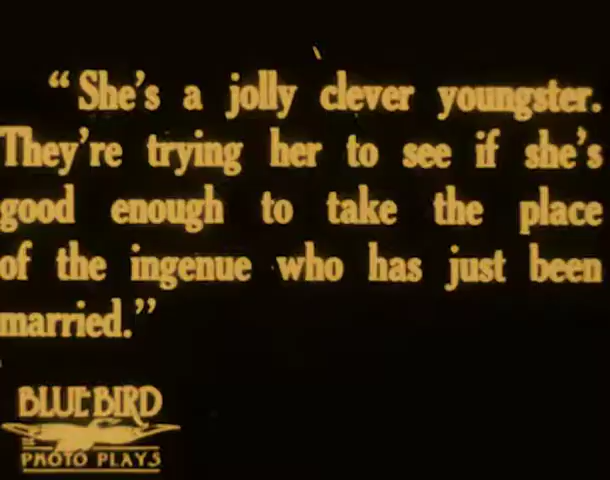 “She’s a jolly clever youngster.
They’re trying her to see if she’s
good enough to take the place
of the ingenue who has just been
married.”
BLUEBIRD
PHOTO PLAYS